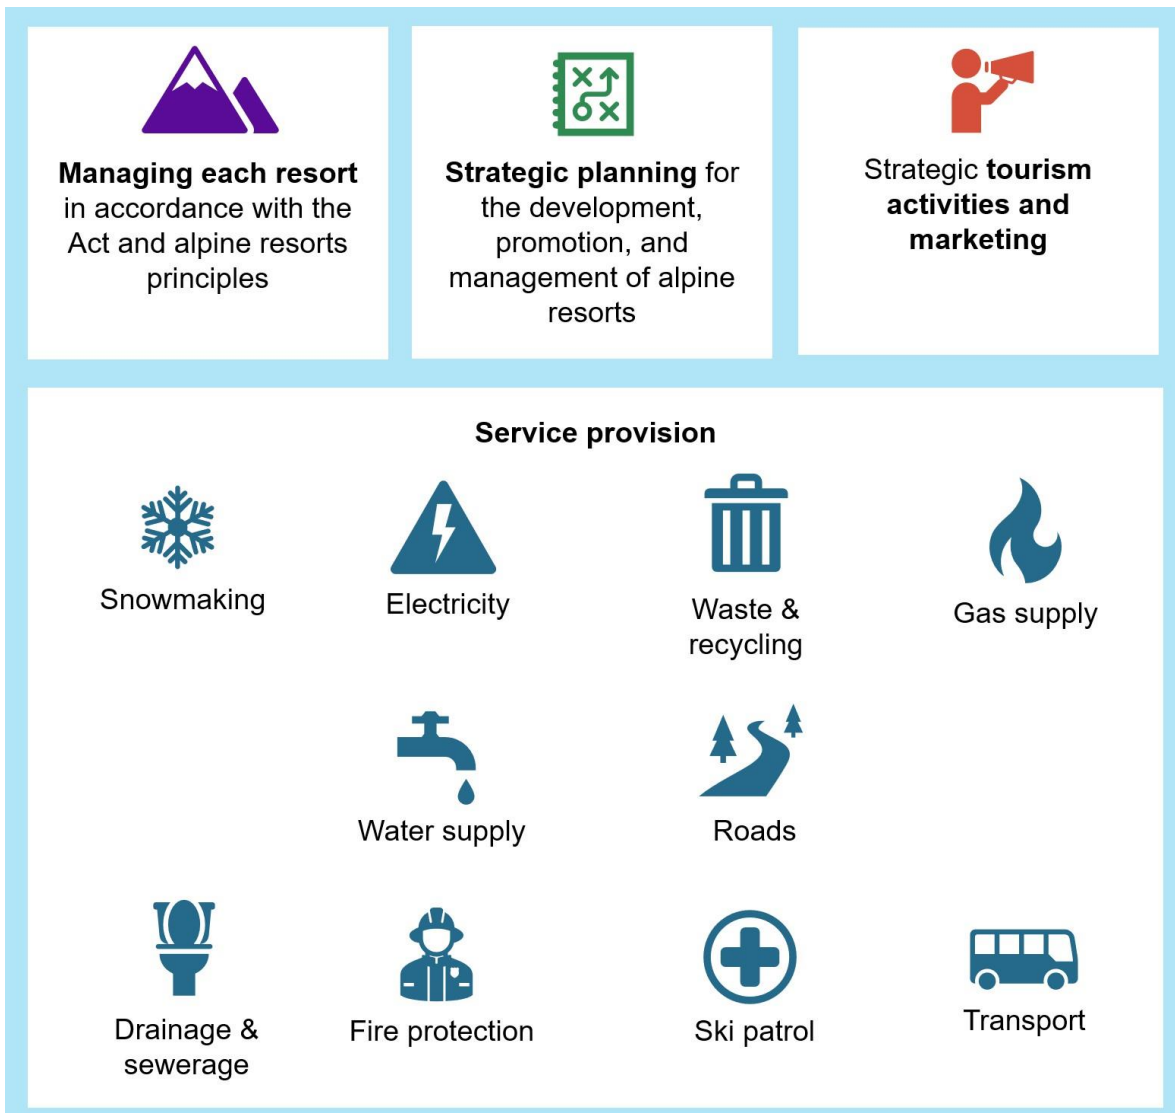 Managing each resort
in accordance with the
Act and alpine resorts
principles
Strategic planning for
the development,
promotion, and
management of alpine
resorts
Strategic tourism
activities and
marketing
Service provision
Snowmaking
Electricity
Waste &
recycling
Gas supply
Water supply
Roads
Drainage &
sewerage
Fire protection
Ski patrol
Transport